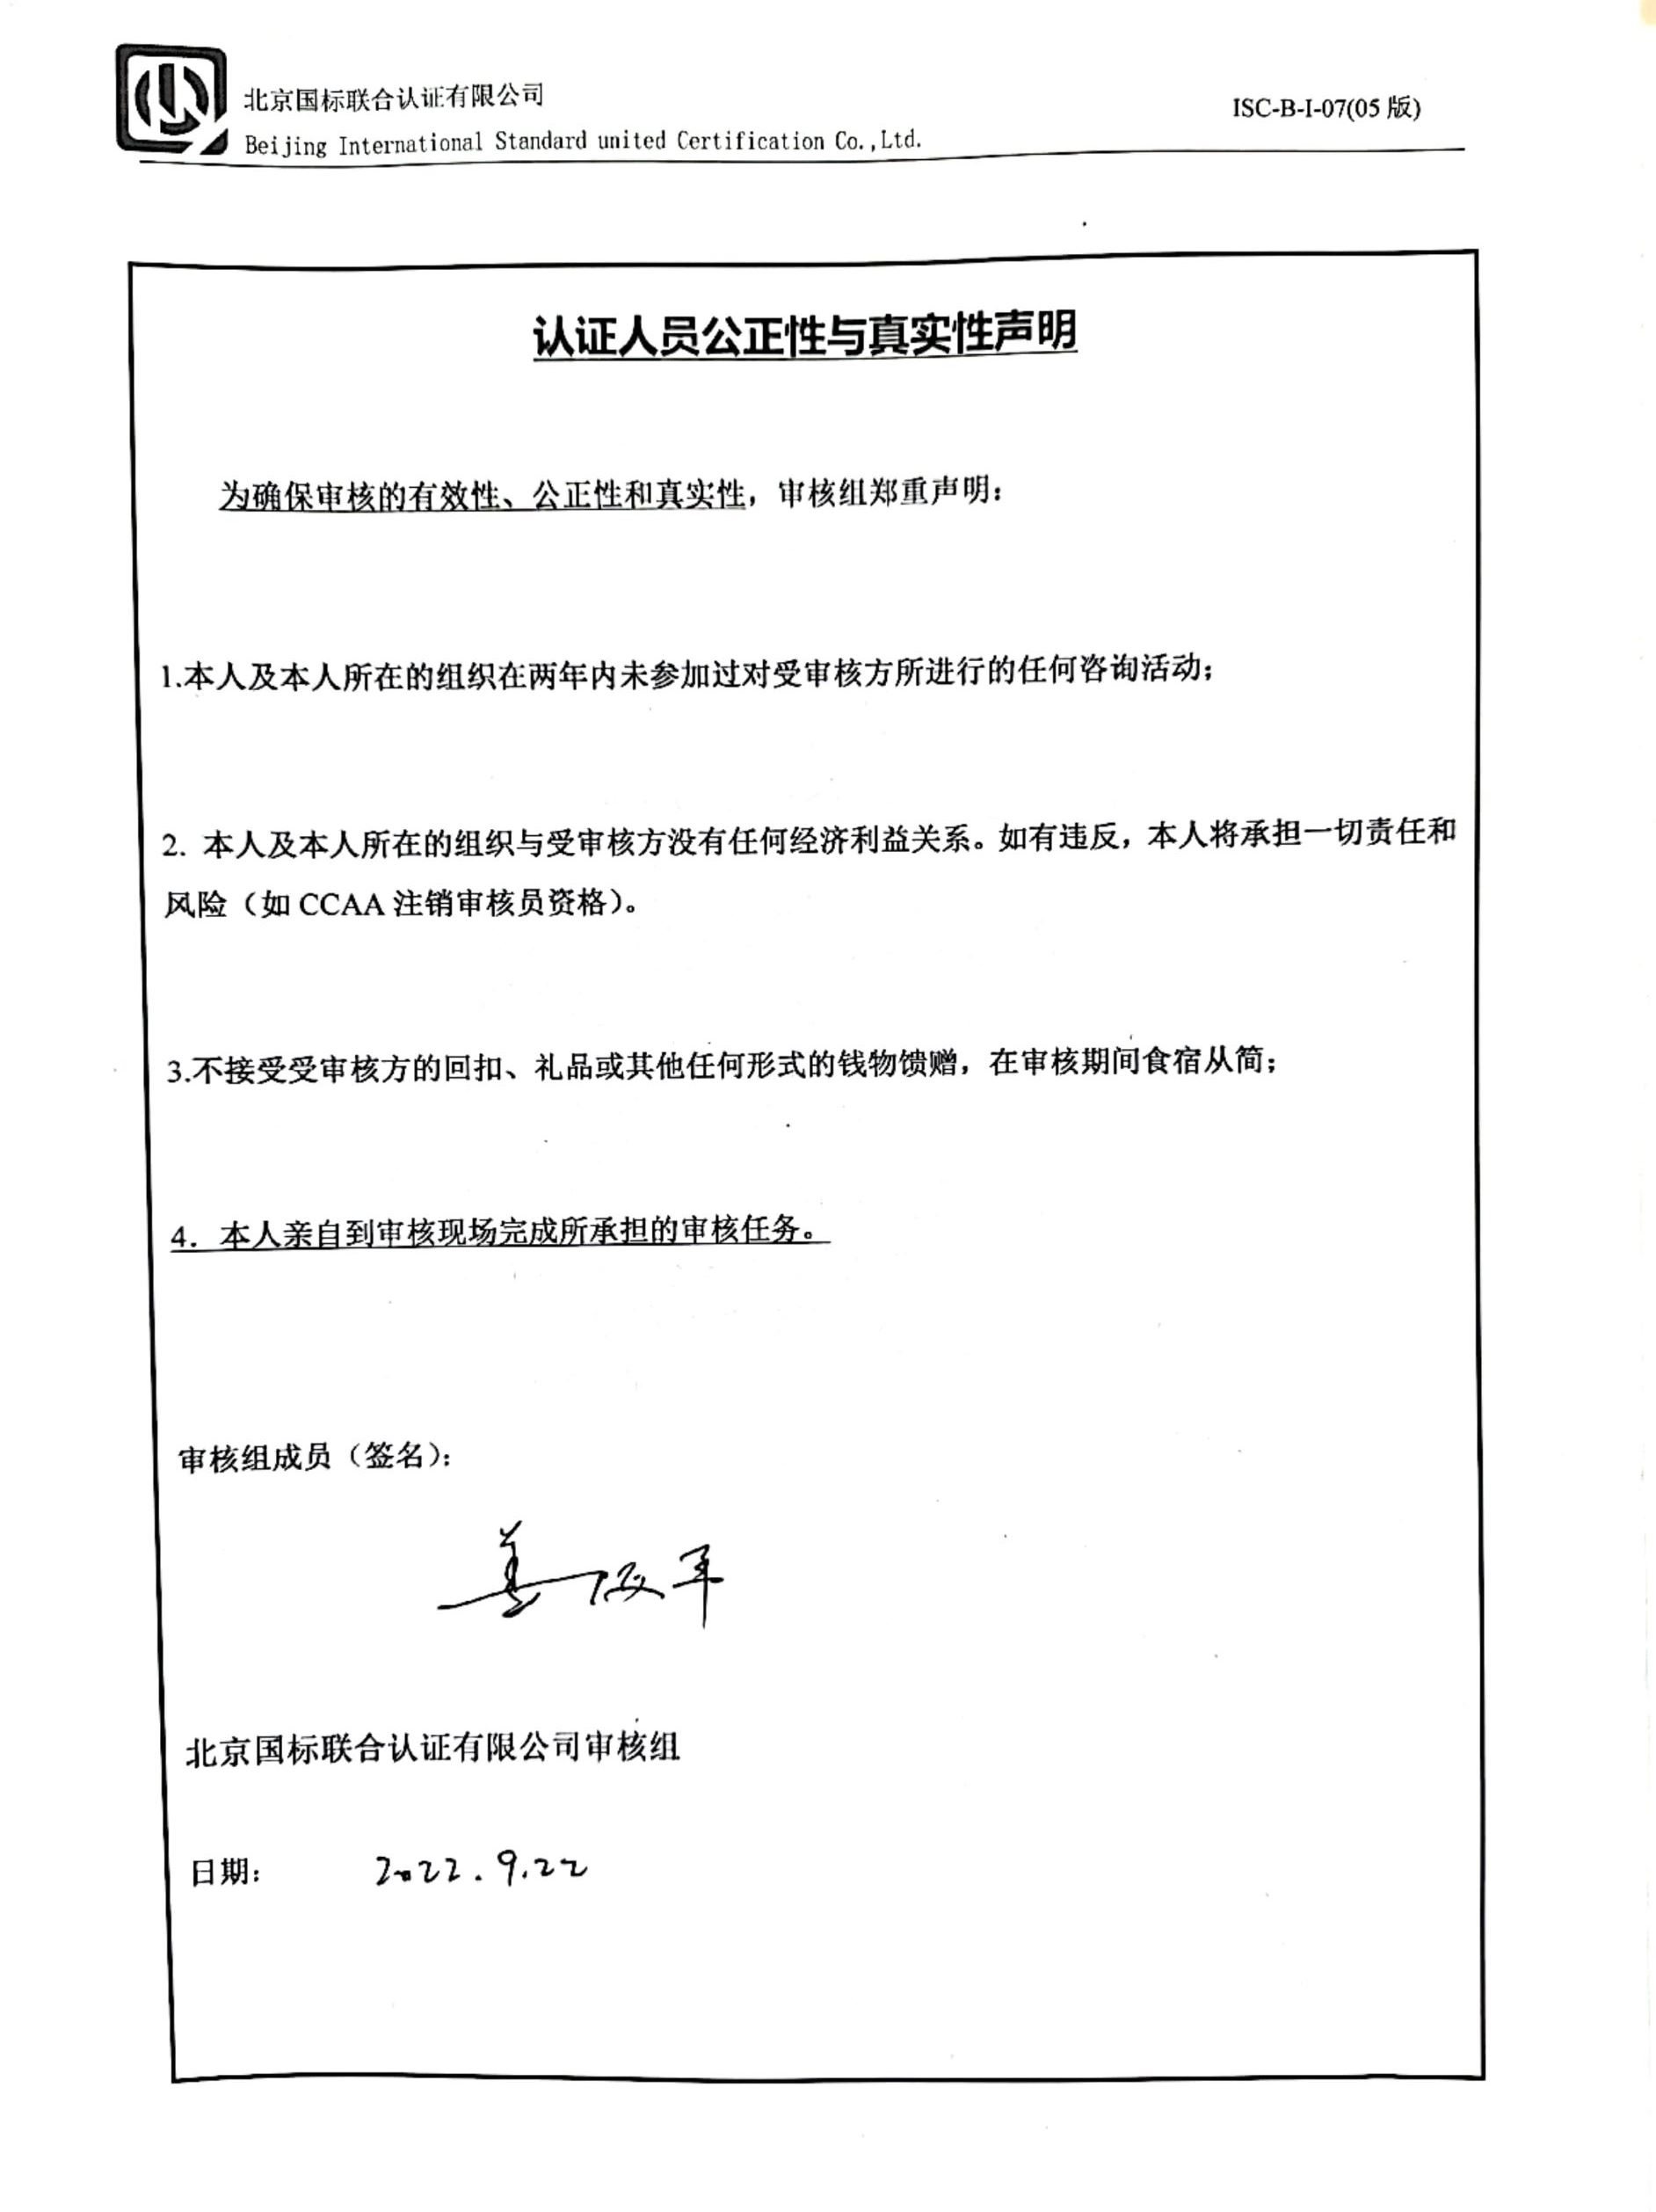 北京国标联合认证有限公司
ISC-B-I-07(05 版)
Beijing International Standard united Certification Co.,Ltd.
认证人员公正性与真实性声明
为确保审核的有效性、公正性和真实性，审核组郑重声明：
1.本人及本人所在的组织在两年内未参加过对受审核方所进行的任何咨询活动；
2. 本人及本人所在的组织与受审核方没有任何经济利益关系。如有违反，本人将承担一切责任和
风险（如 CCAA 注销审核员资格）。
3.不接受受审核方的回扣、礼品或其他任何形式的钱物馈赠，在审核期间食宿从简；
4. 本人亲自到审核现场完成所承担的审核任务。
审核组成员（签名）：
北京国标联合认证有限公司审核组
日期： 2022.9.22